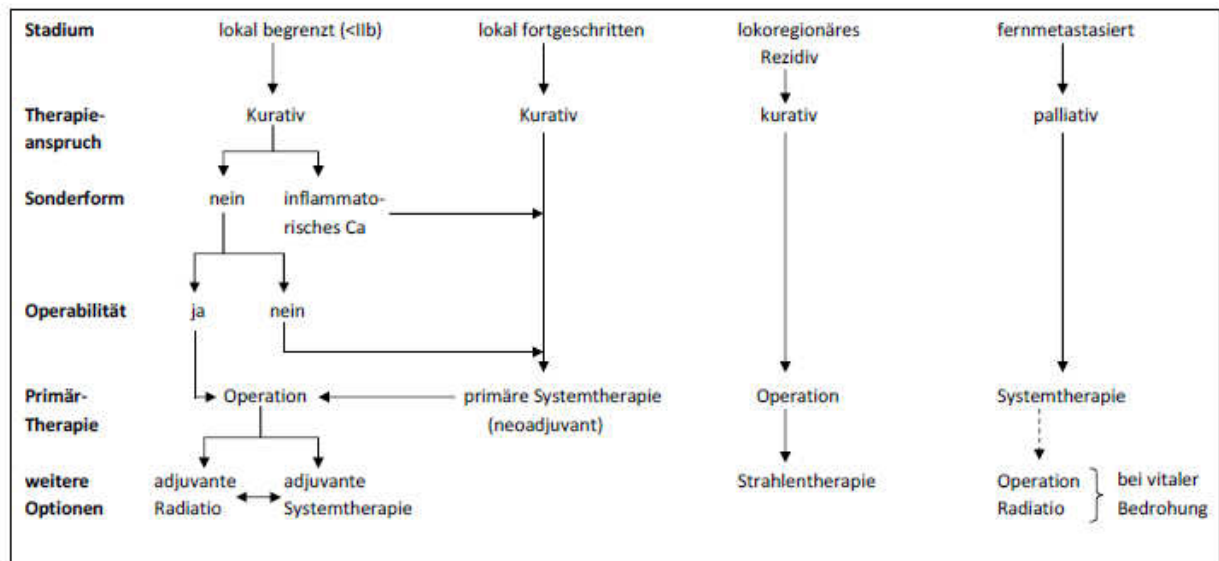 Stadium lokal begrenzt (<IIb) lokal fortgeschritten lokoregionäres fernmetastasiert
Rezidiv
Therapie- Kurativ Kurativ kurativ palliativ
anspruch
Sonderform nein inflammato-
risches Ca
Operabilität ja nein
Primär- Operation primäre Systemtherapie Operation Systemtherapie
Therapie (neoadjuvant)
weitere adjuvante adjuvante Strahlentherapie Operation bei vitaler
Optionen Radiatio Systemtherapie Radiatio Bedrohung